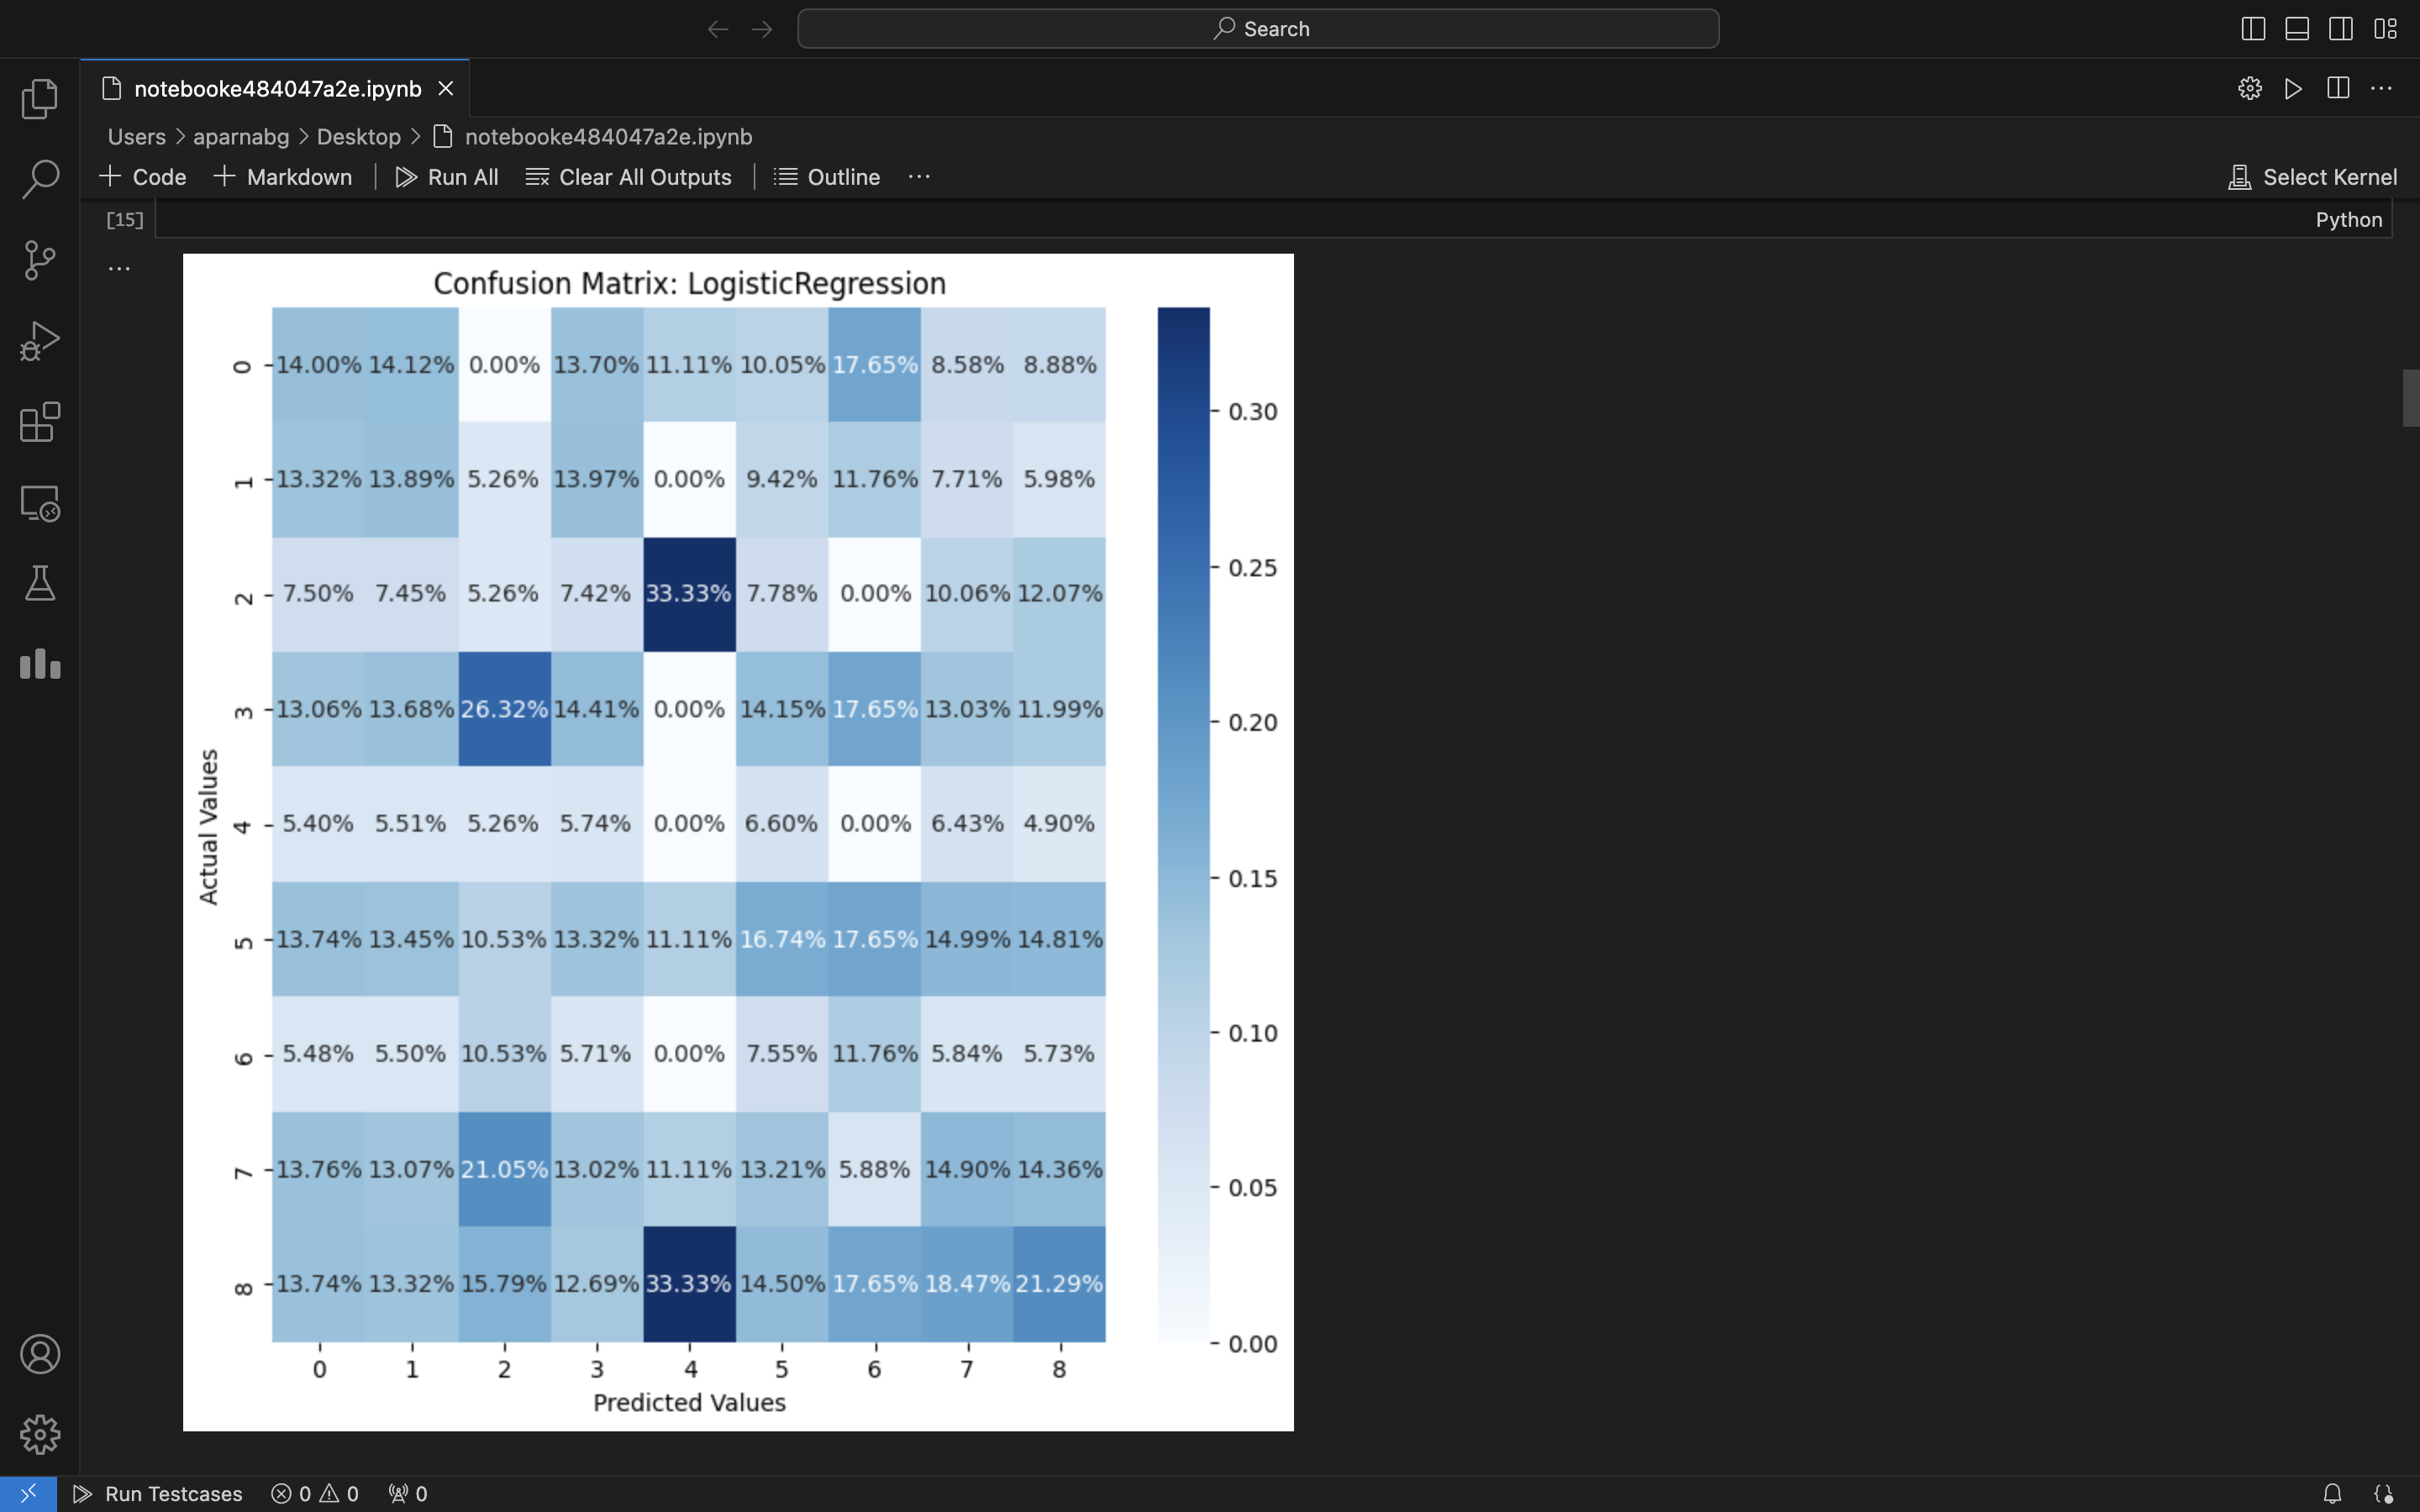 Search
notebooke484047a2e.ipynb
Users > aparnabg > Desktop > notebooke484047a2e.ipynb
+ Code + Markdown Run All Clear All Outputs Outline ... Select Kernel
[15] Python
...
Confusion Matrix: LogisticRegression
0 14.00% 14.12% 0.00% 13.70% 11.11% 10.05% 17.65% 8.58% 8.88%
0.30
1 13.32% 13.89% 5.26% 13.97% 0.00% 9.42% 11.76% 7.71% 5.98%
0.25
2 7.50% 7.45% 5.26% 7.42% 33.33% 7.78% 0.00% 10.06% 12.07%
3 13.06% 13.68% 26.32% 14.41% 0.00% 14.15% 17.65% 13.03% 11.99%
0.20
Actual Values
4 5.40% 5.51% 5.26% 5.74% 0.00% 6.60% 0.00% 6.43% 4.90%
0.15
5 13.74% 13.45% 10.53% 13.32% 11.11% 16.74% 17.65% 14.99% 14.81%
0.10
6 5.48% 5.50% 10.53% 5.71% 0.00% 7.55% 11.76% 5.84% 5.73%
7 13.76% 13.07% 21.05% 13.02% 11.11% 13.21% 5.88% 14.90% 14.36%
0.05
8 13.74% 13.32% 15.79% 12.69% 33.33% 14.50% 17.65% 18.47% 21.29%
0.00
0 1 2 3 4 5 6 7 8
Predicted Values
Run Testcases 0 0 0